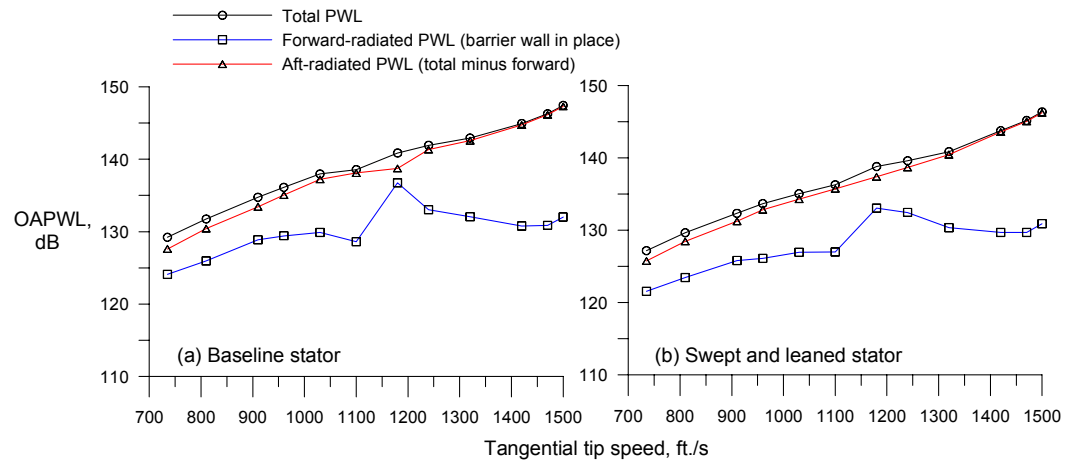 Total PWL
Forward-radiated PWL (barrier wall in place)
Aft-radiated PWL (total minus forward)
150
140
OAPWL,
dB
130
120
110
(a) Baseline stator
700 800 900 1000 1100 1200 1300 1400 1500
150
140
130
120
110
(b) Swept and leaned stator
700 800 900 1000 1100 1200 1300 1400 1500
Tangential tip speed, ft./s